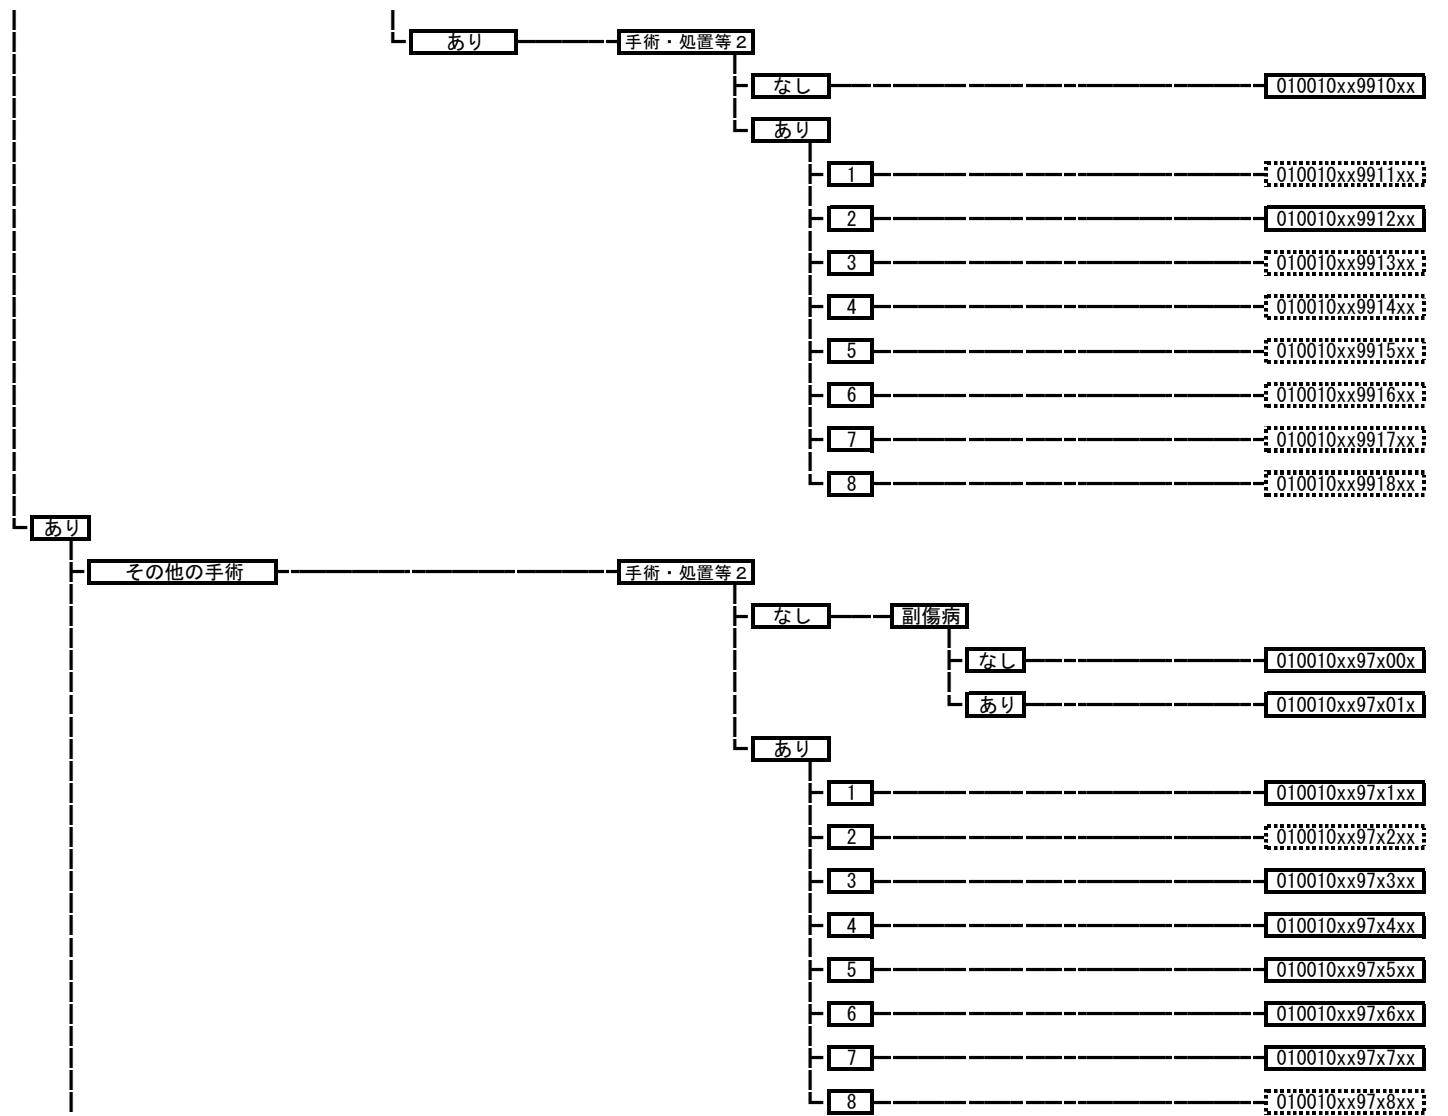 あり 手術・処置等２
なし 010010xx9910xx
あり
1 010010xx9911xx
2 010010xx9912xx
3 010010xx9913xx
4 010010xx9914xx
5 010010xx9915xx
6 010010xx9916xx
7 010010xx9917xx
8 010010xx9918xx
あり
その他の手術 手術・処置等２
なし 副傷病
なし 010010xx97x00x
あり 010010xx97x01x
あり
1 010010xx97x1xx
2 010010xx97x2xx
3 010010xx97x3xx
4 010010xx97x4xx
5 010010xx97x5xx
6 010010xx97x6xx
7 010010xx97x7xx
8 010010xx97x8xx